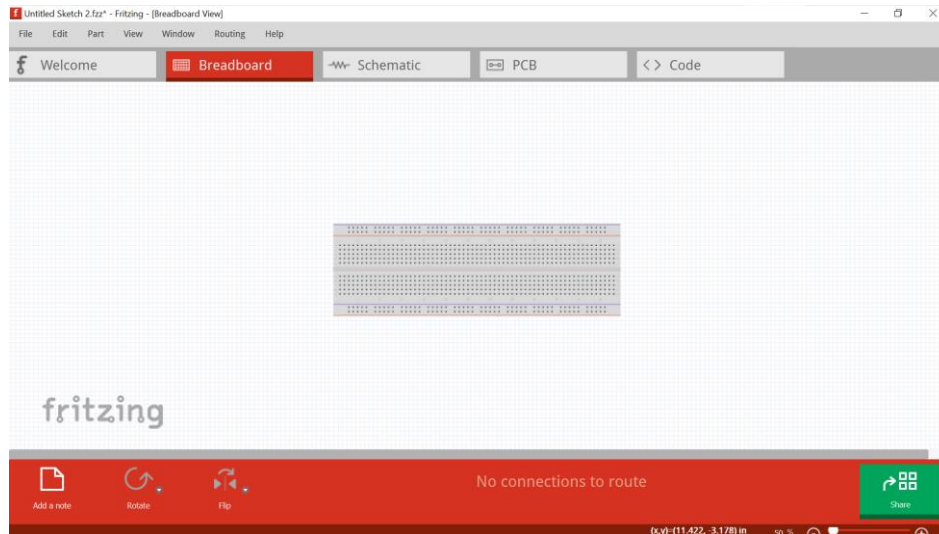 Untitled Sketch 2.fzz* - Fritzing - [Breadboard View]
File Edit Part View Window Routing Help
Welcome Breadboard Schematic PCB Code
fritzing
No connections to route
Add a note Rotate Flip Share
(x,y)=(11.422, -3.178) in 50 %